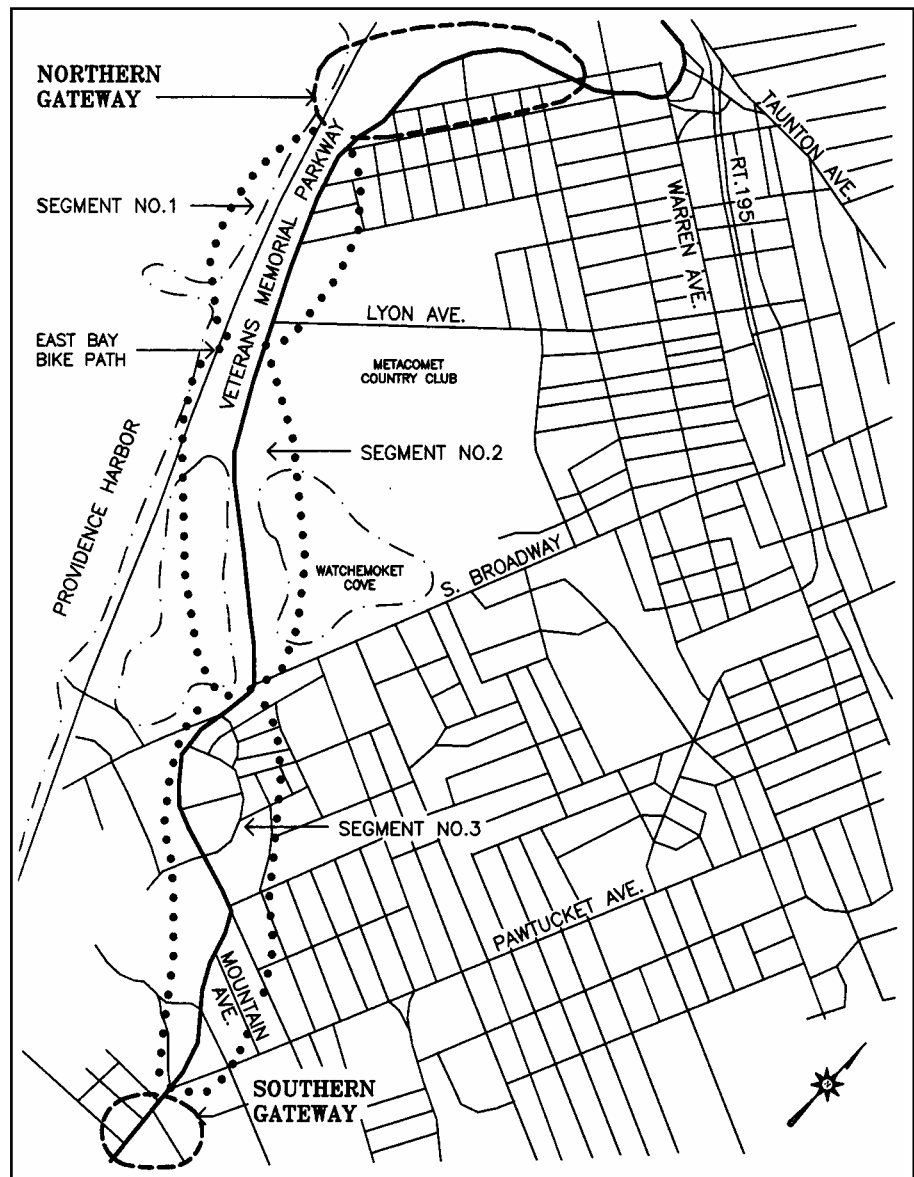 NORTHERN
GATEWAY
TAUNTON AVE.
SEGMENT NO.1
VETERANS MEMORIAL PARKWAY
RT.195
WARREN AVE.
LYON AVE.
EAST BAY
BIKE PATH
METACOMET
COUNTRY CLUB
SEGMENT NO.2
PROVIDENCE HARBOR
WATCHEMOKET
COVE
S. BROADWAY
SEGMENT NO.3
PAWTUCKET AVE.
MOUNTAIN
AVE.
SOUTHERN
GATEWAY